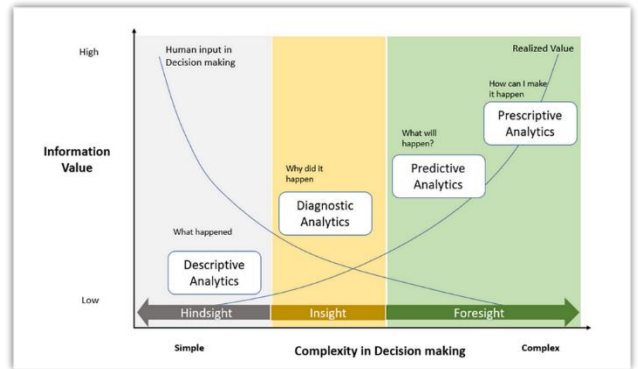 High
Human input in
Decision making
Realized Value
How can I make
it happen
Prescriptive
Analytics
What will
happen?
Predictive
Analytics
Information
Value
Why did it
happen
Diagnostic
Analytics
What happened
Descriptive
Analytics
Low
Hindsight
Insight
Foresight
Simple
Complexity in Decision making
Complex